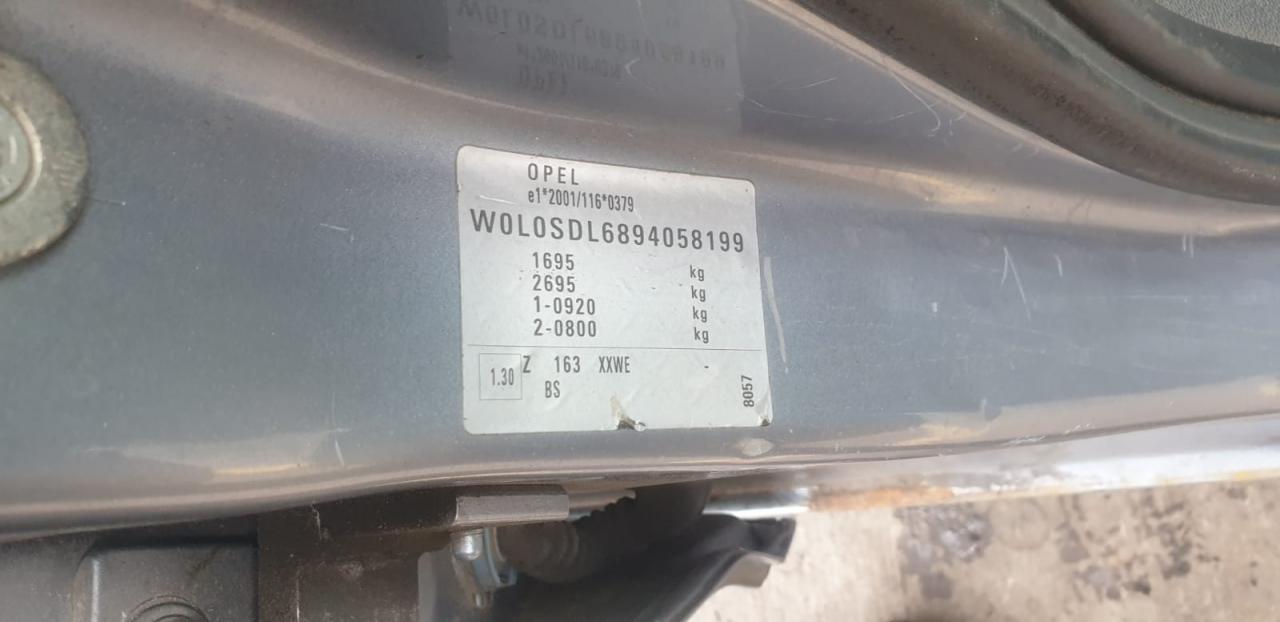 OPEL
e1*2001/116*0379
W0L0SDL6894058199
1695 kg
2695 kg
1-0920 kg
2-0800 kg
1.30 Z 163 XXWE -
BS
8057